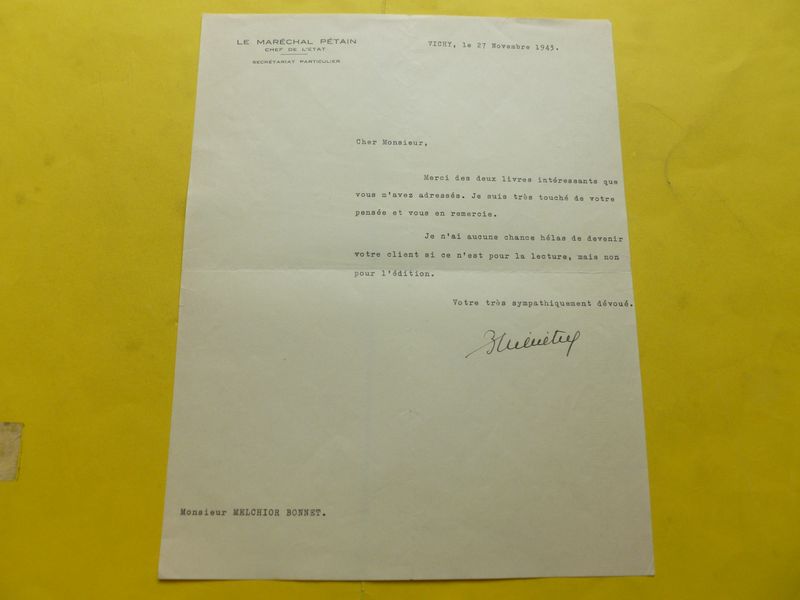 LE MARÉCHAL PÉTAIN
CHEF DE L'ÉTAT
SECRÉTARIAT PARTICULIER
VICHY, le 27 Novembre 1943.
Cher Monsieur,
Merci des deux livres intéressants que
vous m'avez adressés. Je suis très touché de votre
pensée et vous en remercie.
Je n'ai aucune chance hélas de devenir
votre client si ce n'est pour la lecture, mais non
pour l'édition.
Votre très sympathiquement dévoué.
BMénétrel
Monsieur MELCHIOR BONNET.